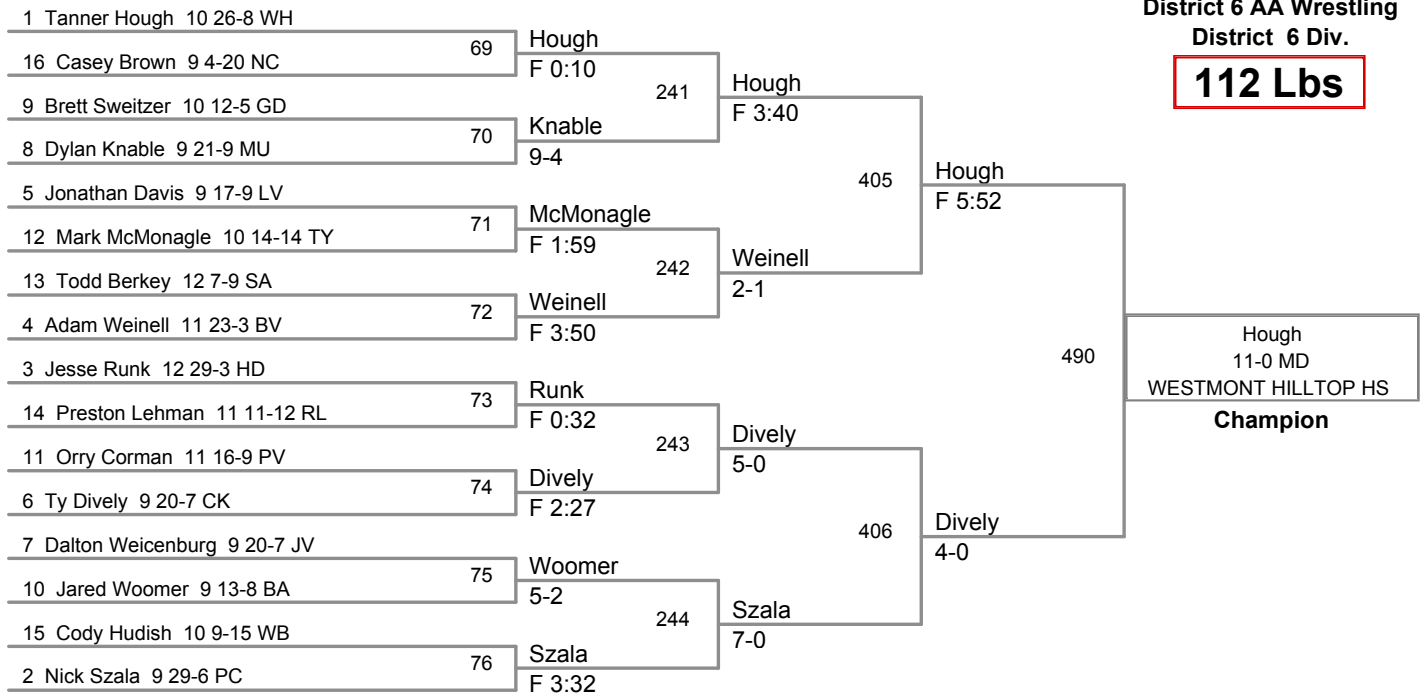 District 6 AA Wrestling
District 6 Div.
112 Lbs
1 Tanner Hough 10 26-8 WH
16 Casey Brown 9 4-20 NC
9 Brett Sweitzer 10 12-5 GD
8 Dylan Knable 9 21-9 MU
5 Jonathan Davis 9 17-9 LV
12 Mark McMonagle 10 14-14 TY
13 Todd Berkey 12 7-9 SA
4 Adam Weinell 11 23-3 BV
3 Jesse Runk 12 29-3 HD
14 Preston Lehman 11 11-12 RL
11 Orry Corman 11 16-9 PV
6 Ty Dively 9 20-7 CK
7 Dalton Weicenburg 9 20-7 JV
10 Jared Woomer 9 13-8 BA
15 Cody Hudish 10 9-15 WB
2 Nick Szala 9 29-6 PC
69
70
71
72
73
74
75
76
Hough
F 0:10
Knable
9-4
McMonagle
F 1:59
Weinell
F 3:50
Runk
F 0:32
Dively
F 2:27
Woomer
5-2
Szala
F 3:32
241
242
243
244
Hough
F 3:40
Weinell
2-1
Dively
5-0
Szala
7-0
405
406
Hough
F 5:52
Dively
4-0
490
Hough
11-0 MD
WESTMONT HILLTOP HS
Champion